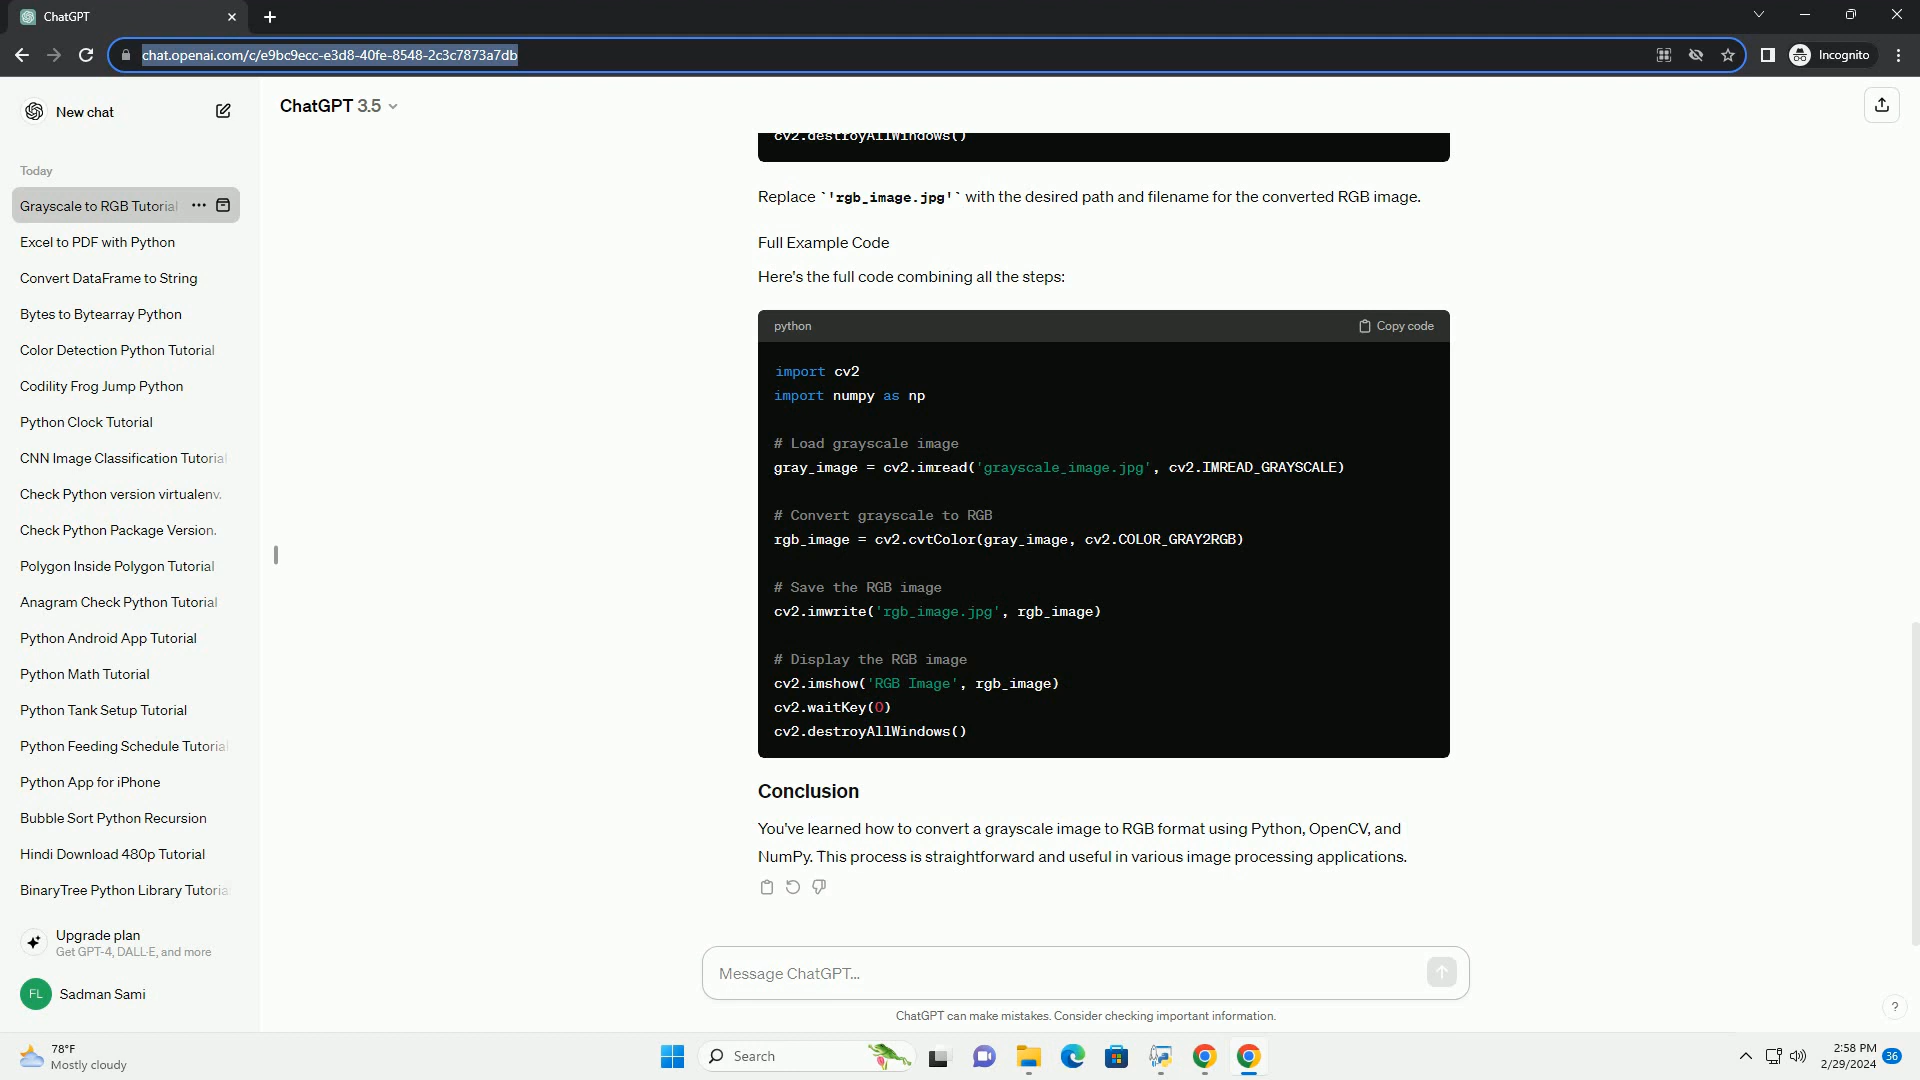 ChatGPT
chat.openai.com/c/e9bc9ecc-e3d8-40fe-8548-2c3c7873a7db
Incognito
New chat
Today
Grayscale to RGB Tutorial
Excel to PDF with Python
Convert DataFrame to String
Bytes to Bytearray Python
Color Detection Python Tutorial
Codility Frog Jump Python
Python Clock Tutorial
CNN Image Classification Tutorial
Check Python version virtualenv.
Check Python Package Version.
Polygon Inside Polygon Tutorial
Anagram Check Python Tutorial
Python Android App Tutorial
Python Math Tutorial
Python Tank Setup Tutorial
Python Feeding Schedule Tutorial
Python App for iPhone
Bubble Sort Python Recursion
Hindi Download 480p Tutorial
BinaryTree Python Library Tutoria
Upgrade plan
Get GPT-4, DALL·E, and more
FL Sadman Sami
ChatGPT 3.5
cv2.destroyAllWindows()
Replace `'rgb_image.jpg'` with the desired path and filename for the converted RGB image.
Full Example Code
Here's the full code combining all the steps:
python
Copy code
import cv2
import numpy as np
# Load grayscale image
gray_image = cv2.imread('grayscale_image.jpg', cv2.IMREAD_GRAYSCALE)
# Convert grayscale to RGB
rgb_image = cv2.cvtColor(gray_image, cv2.COLOR_GRAY2RGB)
# Save the RGB image
cv2.imwrite('rgb_image.jpg', rgb_image)
# Display the RGB image
cv2.imshow('RGB Image', rgb_image)
cv2.waitKey(0)
cv2.destroyAllWindows()
Conclusion
You've learned how to convert a grayscale image to RGB format using Python, OpenCV, and
NumPy. This process is straightforward and useful in various image processing applications.
Message ChatGPT...
ChatGPT can make mistakes. Consider checking important information.
?
78°F
Mostly cloudy
Search
2:58 PM
2/29/2024
36